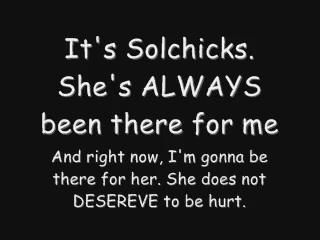 It's Solchicks.
She's ALWAYS
been there for me
And right now, I'm gonna be
there for her. She does not
DESEREVE to be hurt.